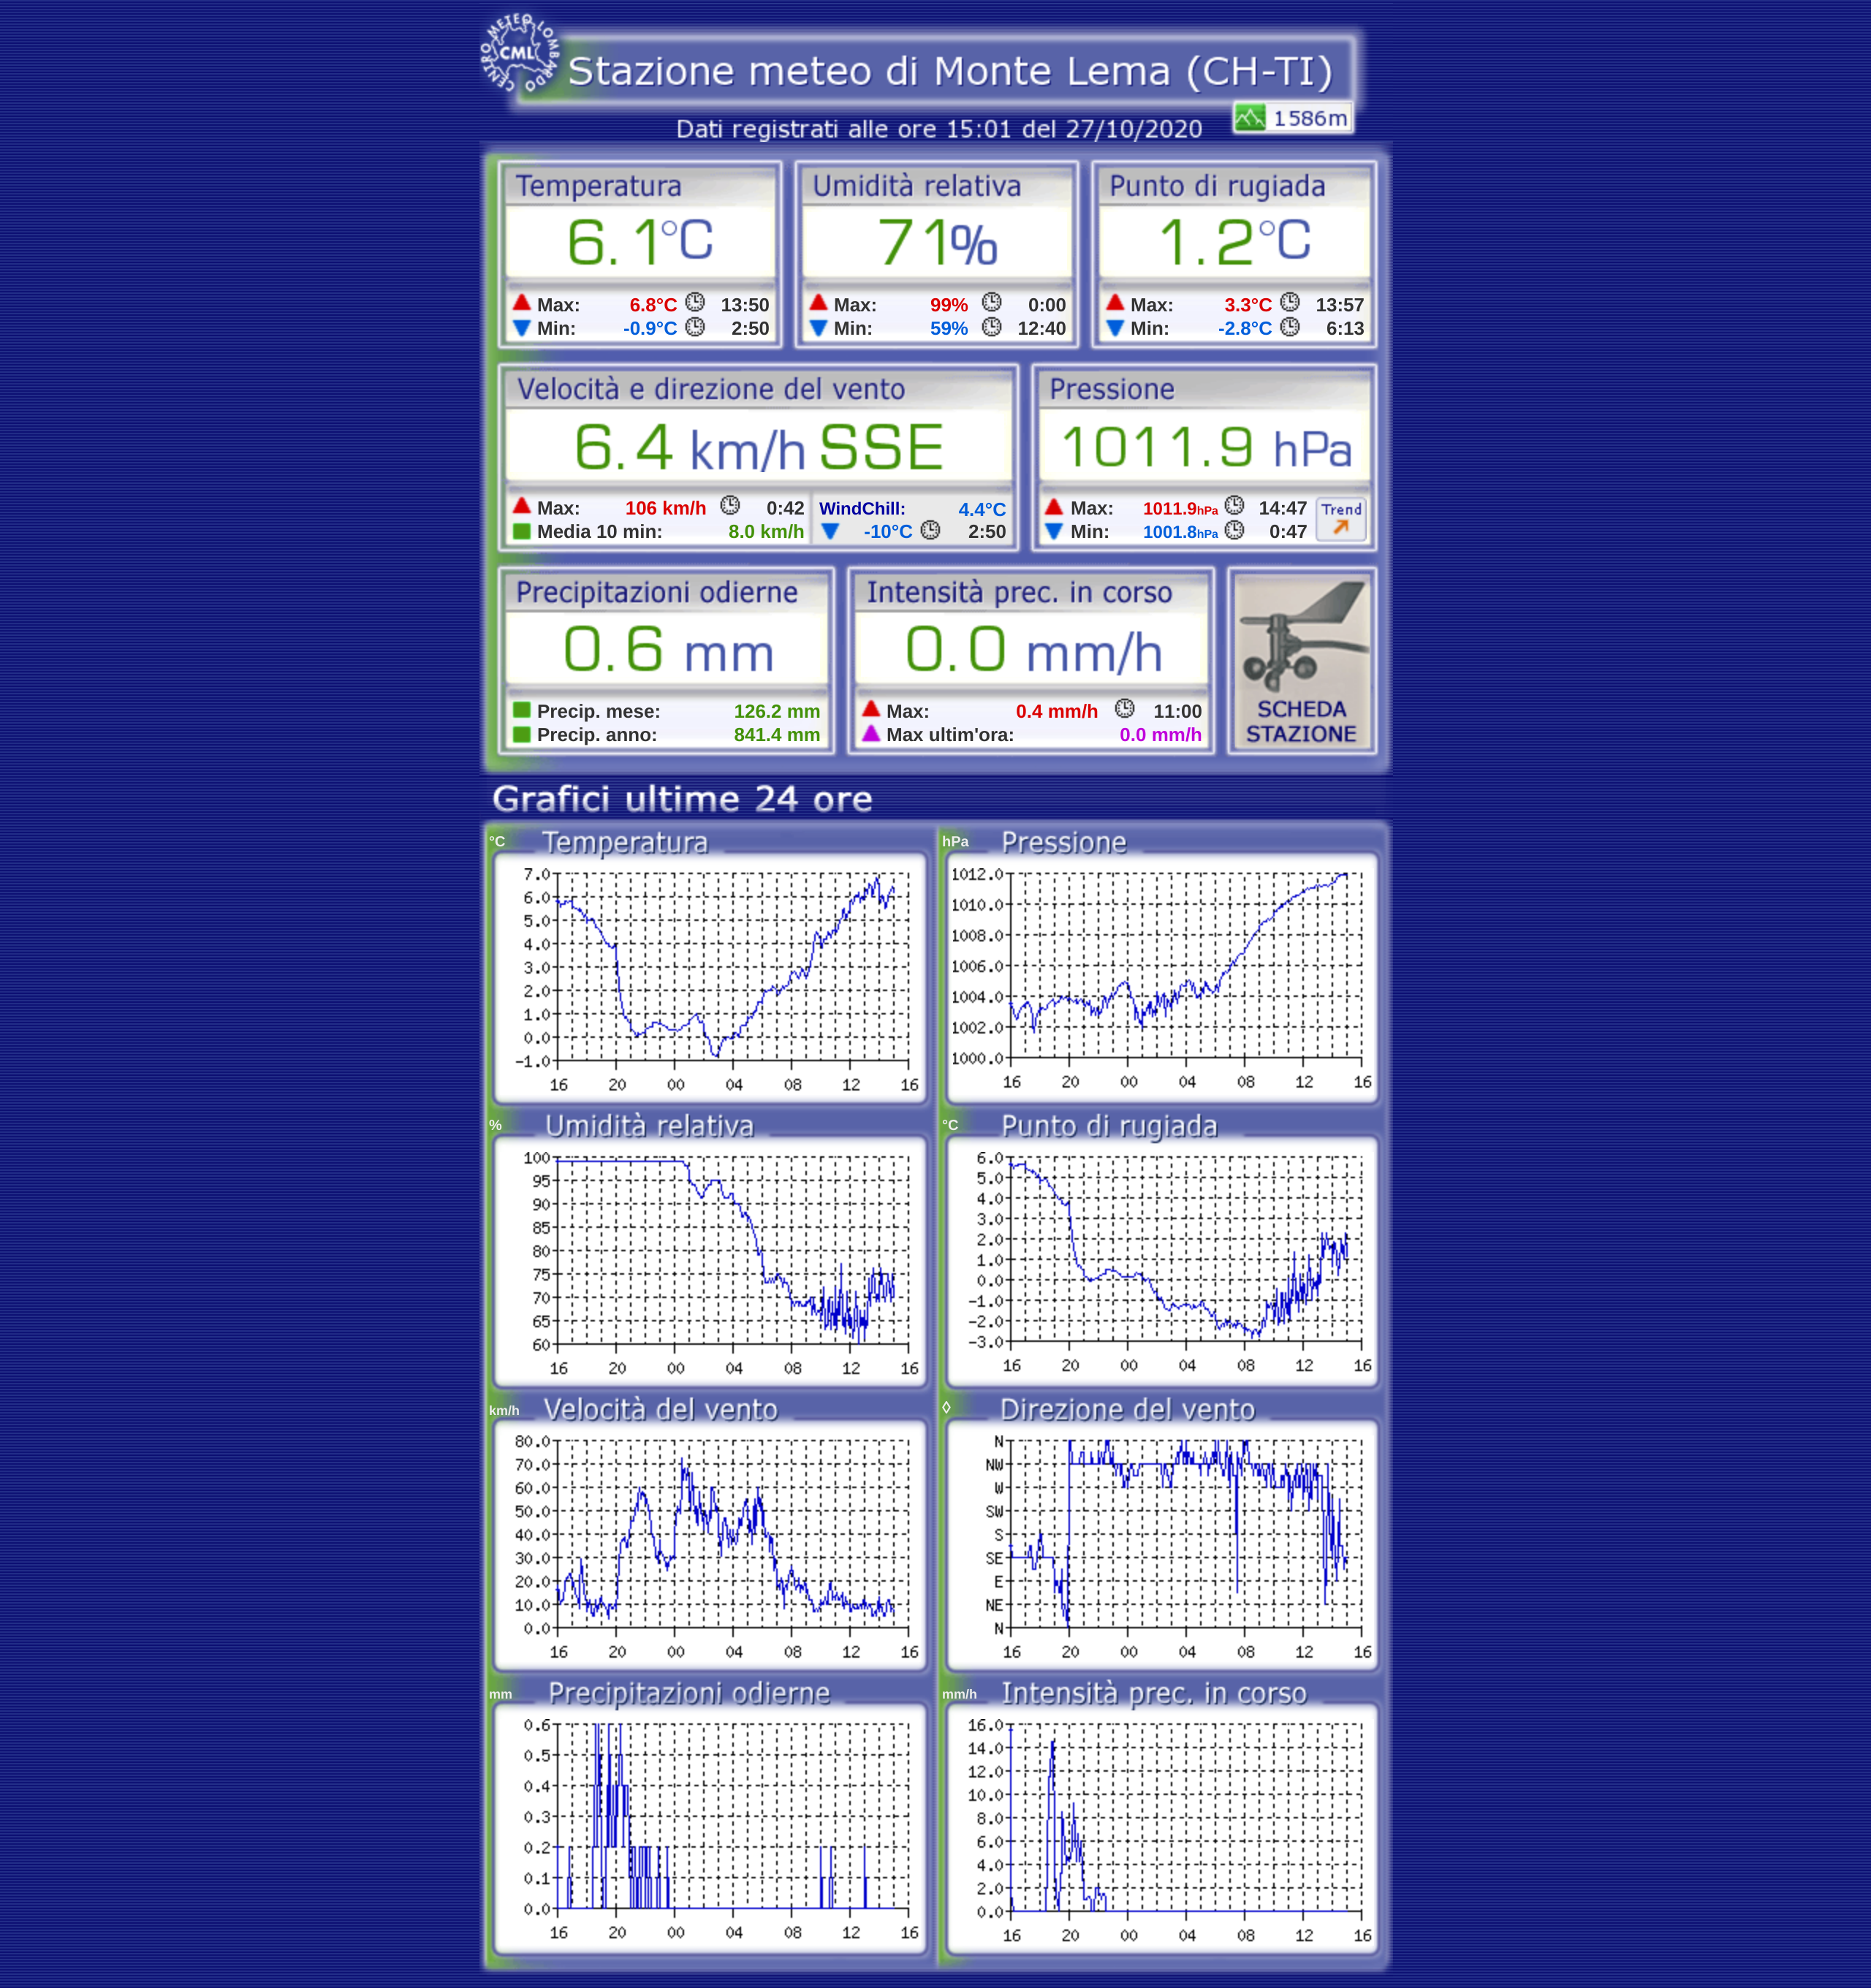 CENTRO METEO LOMBARDO
CML
Stazione meteo di Monte Lema (CH-TI)
1586m
Dati registrati alle ore 15:01 del 27/10/2020
Temperatura
6.1°C
Max: 6.8°C 13:50
Min: -0.9°C 2:50
Umidità relativa
71%
Max: 99% 0:00
Min: 59% 12:40
Punto di rugiada
1.2°C
Max: 3.3°C 13:57
Min: -2.8°C 6:13
Velocità e direzione del vento
6.4 km/h SSE
Max: 106 km/h 0:42
Media 10 min: 8.0 km/h
WindChill: 4.4°C
-10°C 2:50
Pressione
1011.9 hPa
Max: 1011.9hPa 14:47
Min: 1001.8hPa 0:47
Trend
Precipitazioni odierne
0.6 mm
Precip. mese: 126.2 mm
Precip. anno: 841.4 mm
Intensità prec. in corso
0.0 mm/h
Max: 0.4 mm/h 11:00
Max ultim'ora: 0.0 mm/h
SCHEDA
STAZIONE
Grafici ultime 24 ore
°C Temperatura
7.0
6.0
5.0
4.0
3.0
2.0
1.0
0.0
-1.0
16 20 00 04 08 12 16
hPa Pressione
1012.0
1010.0
1008.0
1006.0
1004.0
1002.0
1000.0
16 20 00 04 08 12 16
% Umidità relativa
100
95
90
85
80
75
70
65
60
16 20 00 04 08 12 16
°C Punto di rugiada
6.0
5.0
4.0
3.0
2.0
1.0
0.0
-1.0
-2.0
-3.0
16 20 00 04 08 12 16
km/h Velocità del vento
80.0
70.0
60.0
50.0
40.0
30.0
20.0
10.0
0.0
16 20 00 04 08 12 16
◊ Direzione del vento
N
NW
W
SW
S
SE
E
NE
N
16 20 00 04 08 12 16
mm Precipitazioni odierne
0.6
0.5
0.4
0.3
0.2
0.1
0.0
16 20 00 04 08 12 16
mm/h Intensità prec. in corso
16.0
14.0
12.0
10.0
8.0
6.0
4.0
2.0
0.0
16 20 00 04 08 12 16